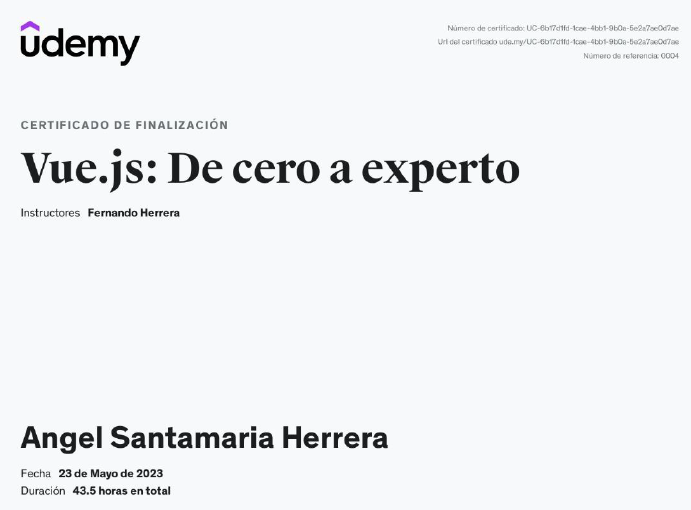 udemy
Número de certificado: UC-6b17d1fd-1cae-4bb1-9b0a-5e2a7ae0d7ae
Url del certificado ude.my/UC-6b17d1fd-1cae-4bb1-9b0a-5e2a7ae0d7ae
Número de referencia: 0004
CERTIFICADO DE FINALIZACIÓN
Vue.js: De cero a experto
Instructores Fernando Herrera
Angel Santamaria Herrera
Fecha 23 de Mayo de 2023
Duración 43.5 horas en total